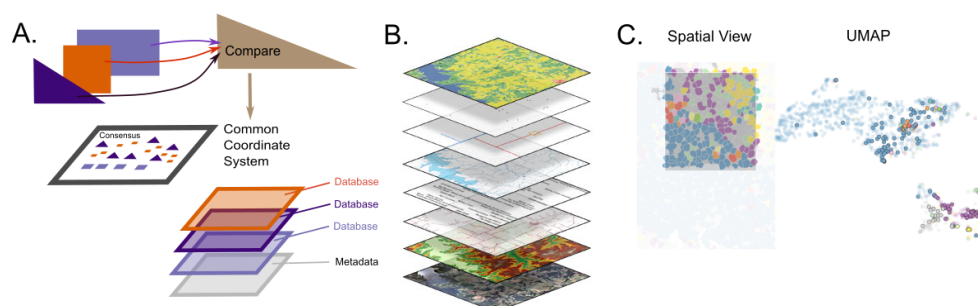 A.
Compare
Consensus
Common
Coordinate
System
Database
Database
Database
Metadata
B.
C.
Spatial View
UMAP